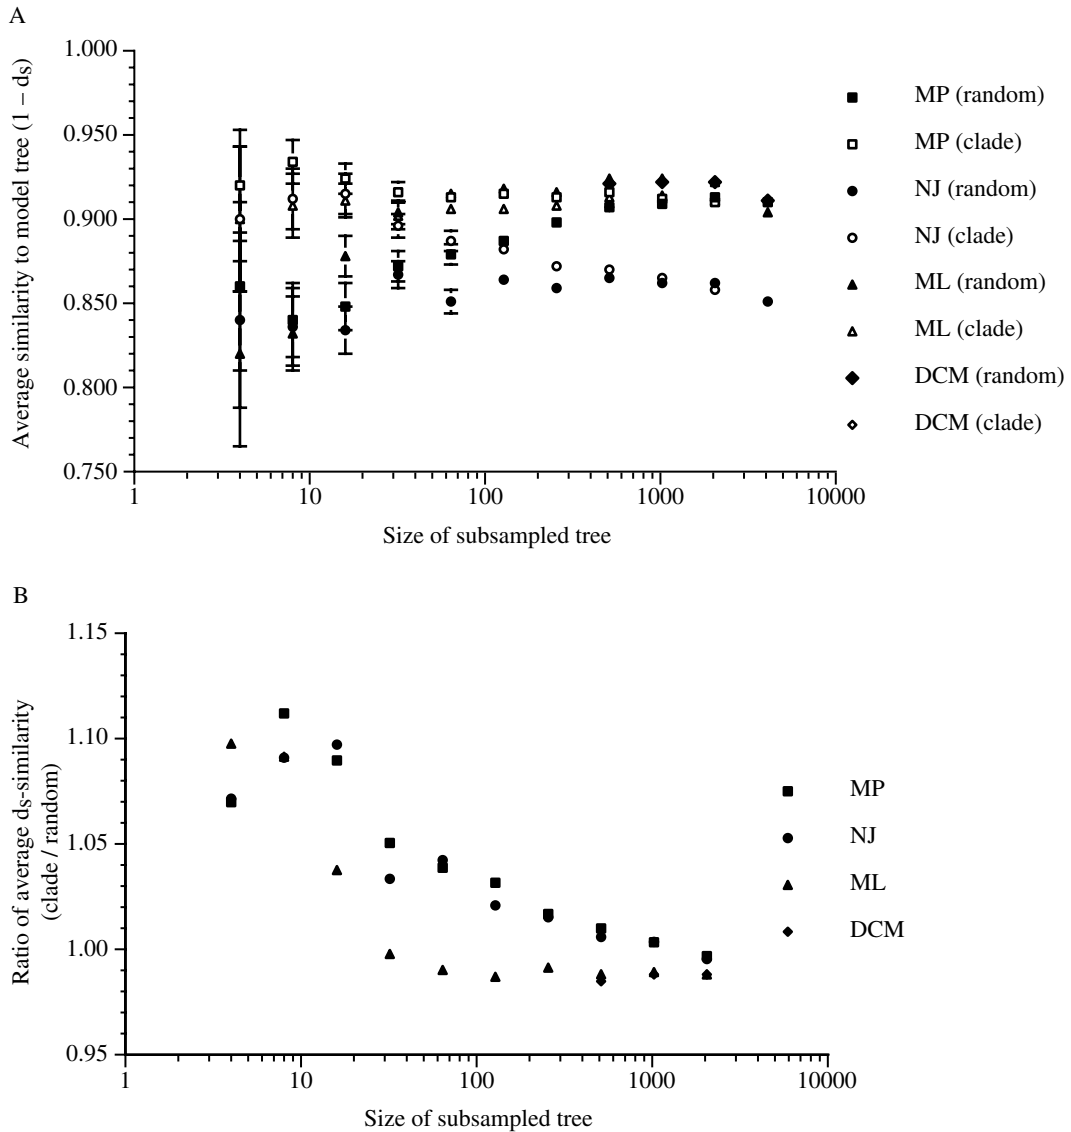 A
Average similarity to model tree (1 – dS)
1.000
0.950
0.900
0.850
0.800
0.750
1
10
100
1000
10000
Size of subsampled tree
MP (random)
MP (clade)
NJ (random)
NJ (clade)
ML (random)
ML (clade)
DCM (random)
DCM (clade)
B
Ratio of average dS-similarity
(clade / random)
1.15
1.10
1.05
1.00
0.95
1
10
100
1000
10000
Size of subsampled tree
MP
NJ
ML
DCM